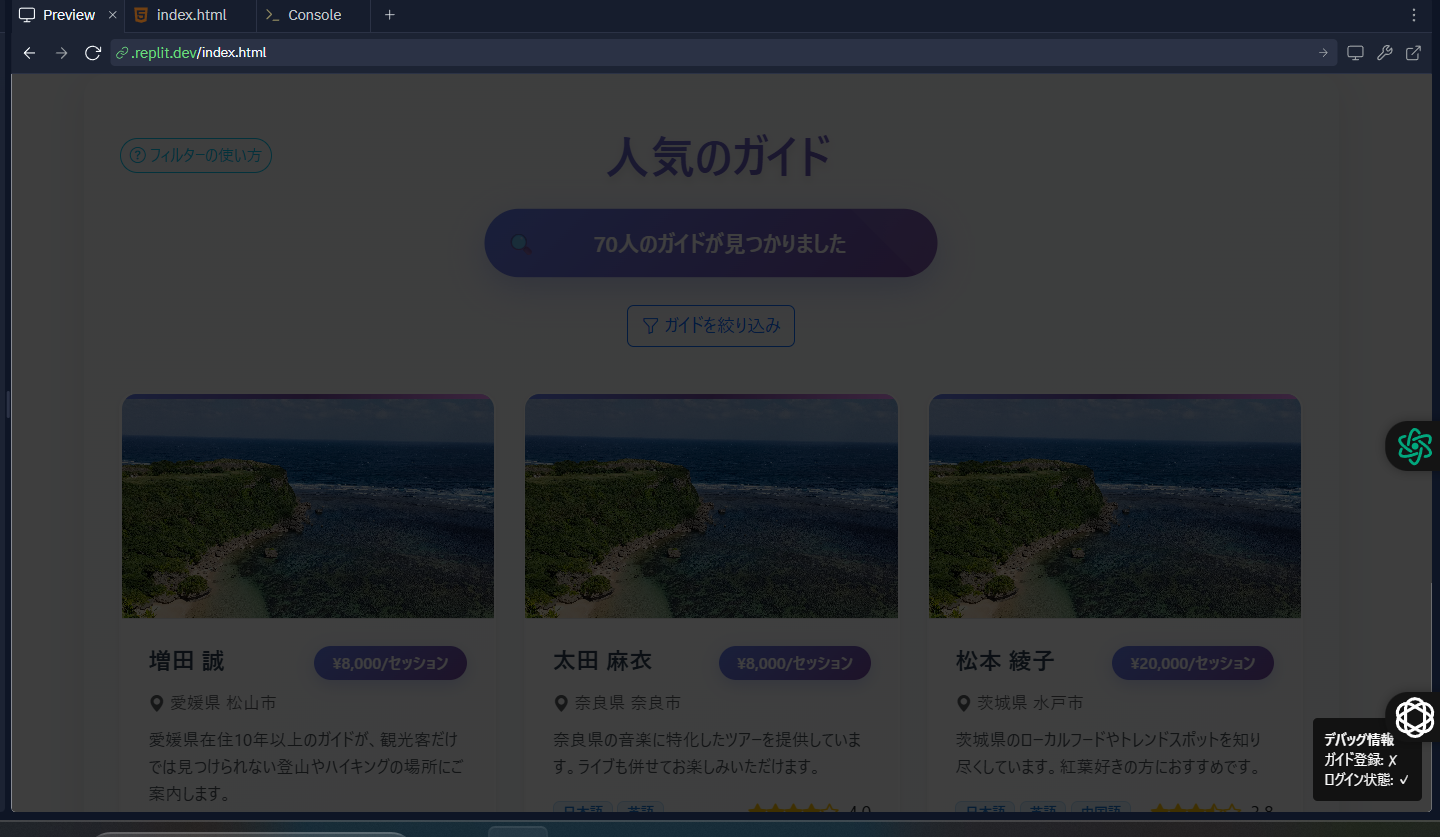 Preview
index.html
Console
.replit.dev/index.html
フィルターの使い方
人気のガイド
70人のガイドが見つかりました
ガイドを絞り込み
増田 誠
¥8,000/セッション
愛媛県 松山市
愛媛県在住10年以上のガイドが、観光客だけ
では見つけられない登山やハイキングの場所にご
案内します。
太田 麻衣
¥8,000/セッション
奈良県 奈良市
奈良県の音楽に特化したツアーを提供していま
す。ライブも併せてお楽しみいただけます。
日本語 英語 4.0
松本 綾子
¥20,000/セッション
茨城県 水戸市
茨城県のローカルフードやトレンドスポットを知り
尽くしています。紅葉好きの方におすすめです。
日本語 英語 中国語 3.8
デバッグ情報
ガイド登録: ✗
ログイン状態: ✓